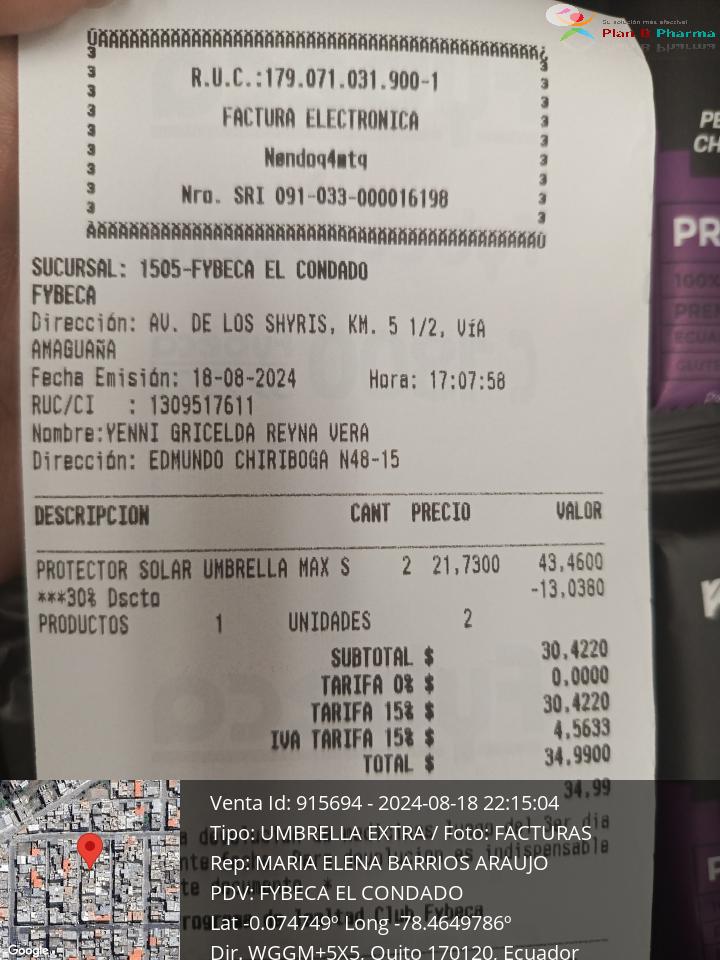 Su solución más efectiva!
Plan B Pharma
R.U.C.:179.071.031.900-1
FACTURA ELECTRONICA
Nendoq4mtq
Nro. SRI 091-033-000016198
SUCURSAL: 1505-FYBECA EL CONDADO
FYBECA
Dirección: AV. DE LOS SHYRIS, KM. 5 1/2, VíA
AMAGUAÑA
Fecha Emisión: 18-08-2024 Hora: 17:07:58
RUC/CI : 1309517611
Nombre:YENNI GRICELDA REYNA VERA
Dirección: EDMUNDO CHIRIBOGA N48-15
DESCRIPCION CANT PRECIO VALOR
PROTECTOR SOLAR UMBRELLA MAX S 2 21,7300 43,4600
***30% Dscto -13,0380
PRODUCTOS 1 UNIDADES 2
SUBTOTAL $ 30,4220
TARIFA 0% $ 0,0000
TARIFA 15% $ 30,4220
IVA TARIFA 15% $ 4,5633
TOTAL $ 34,9900
34,99
3er dia
es indispensable
PR
100%
Venta Id: 915694 - 2024-08-18 22:15:04
Tipo: UMBRELLA EXTRA / Foto: FACTURAS
Rep: MARIA ELENA BARRIOS ARAUJO
PDV: FYBECA EL CONDADO
Lat -0.074749º Long -78.4649786º
Dir. WGGM+5X5, Quito 170120, Ecuador
Google